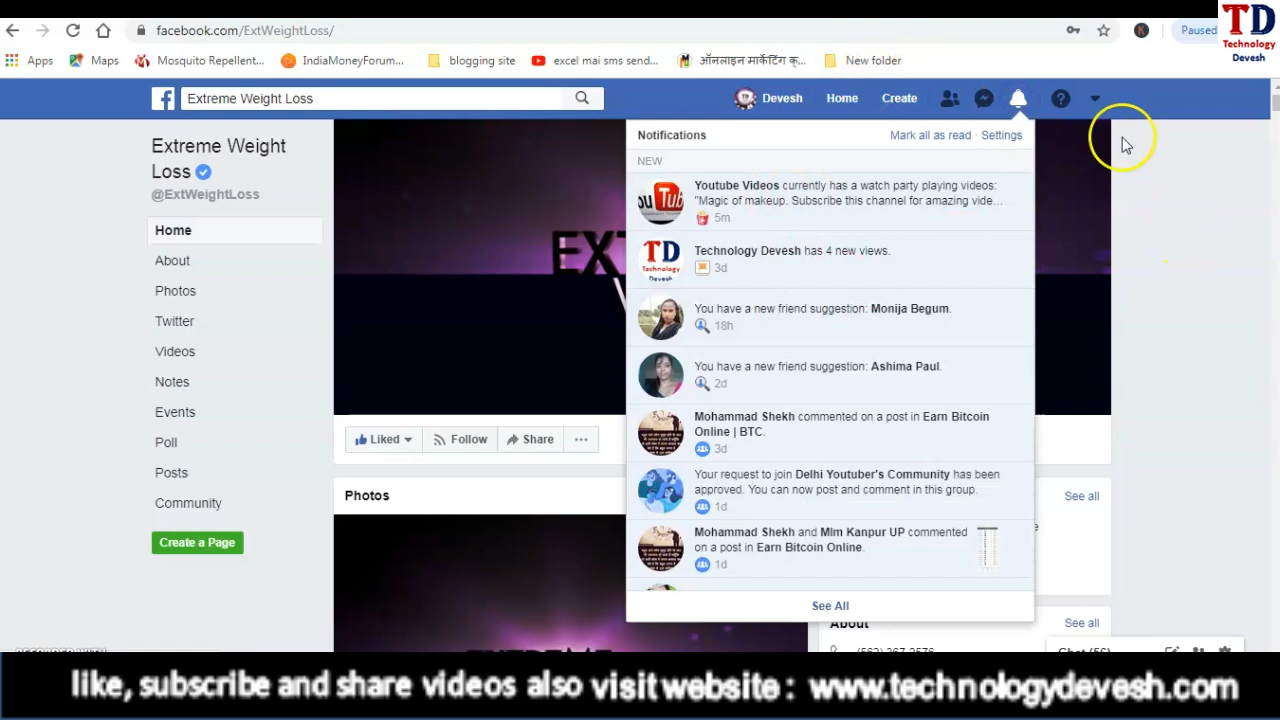 facebook.com/ExtWeightLoss/
Paused
TD
Technology
Devesh
Apps
Maps
Mosquito Repellent...
IndiaMoneyForum...
blogging site
excel mai sms send...
ऑनलाइन मार्केटिंग क्...
New folder
Extreme Weight Loss
Devesh
Home
Create
Extreme Weight
Loss
@ExtWeightLoss
Home
About
Photos
Twitter
Videos
Notes
Events
Poll
Posts
Community
Create a Page
Liked
Follow
Share
Photos
Notifications
Mark all as read · Settings
NEW
Youtube Videos currently has a watch party playing videos:
"Magic of makeup. Subscribe this channel for amazing vide...
5m
TD
Technology
Devesh
Technology Devesh has 4 new views.
3d
You have a new friend suggestion: Monija Begum.
18h
You have a new friend suggestion: Ashima Paul.
2d
Mohammad Shekh commented on a post in Earn Bitcoin
Online | BTC.
3d
Your request to join Delhi Youtuber's Community has been
approved. You can now post and comment in this group.
1d
Mohammad Shekh and Mlm Kanpur UP commented
on a post in Earn Bitcoin Online.
1d
See All
See all
About
See all
like, subscribe and share videos also visit website : www.technologydevesh.com